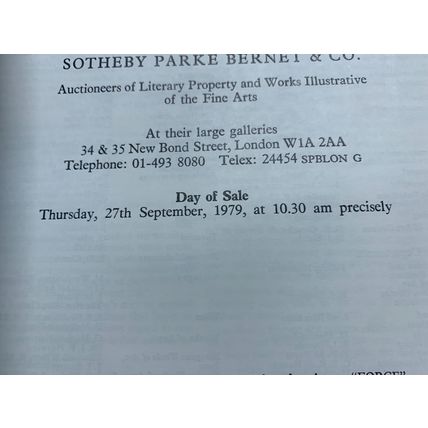 SOTHEBY PARKE BERNET & CO.
Auctioneers of Literary Property and Works Illustrative
of the Fine Arts
At their large galleries
34 & 35 New Bond Street, London W1A 2AA
Telephone: 01-493 8080 Telex: 24454 SPBLON G
Day of Sale
Thursday, 27th September, 1979, at 10.30 am precisely
"FORCE"